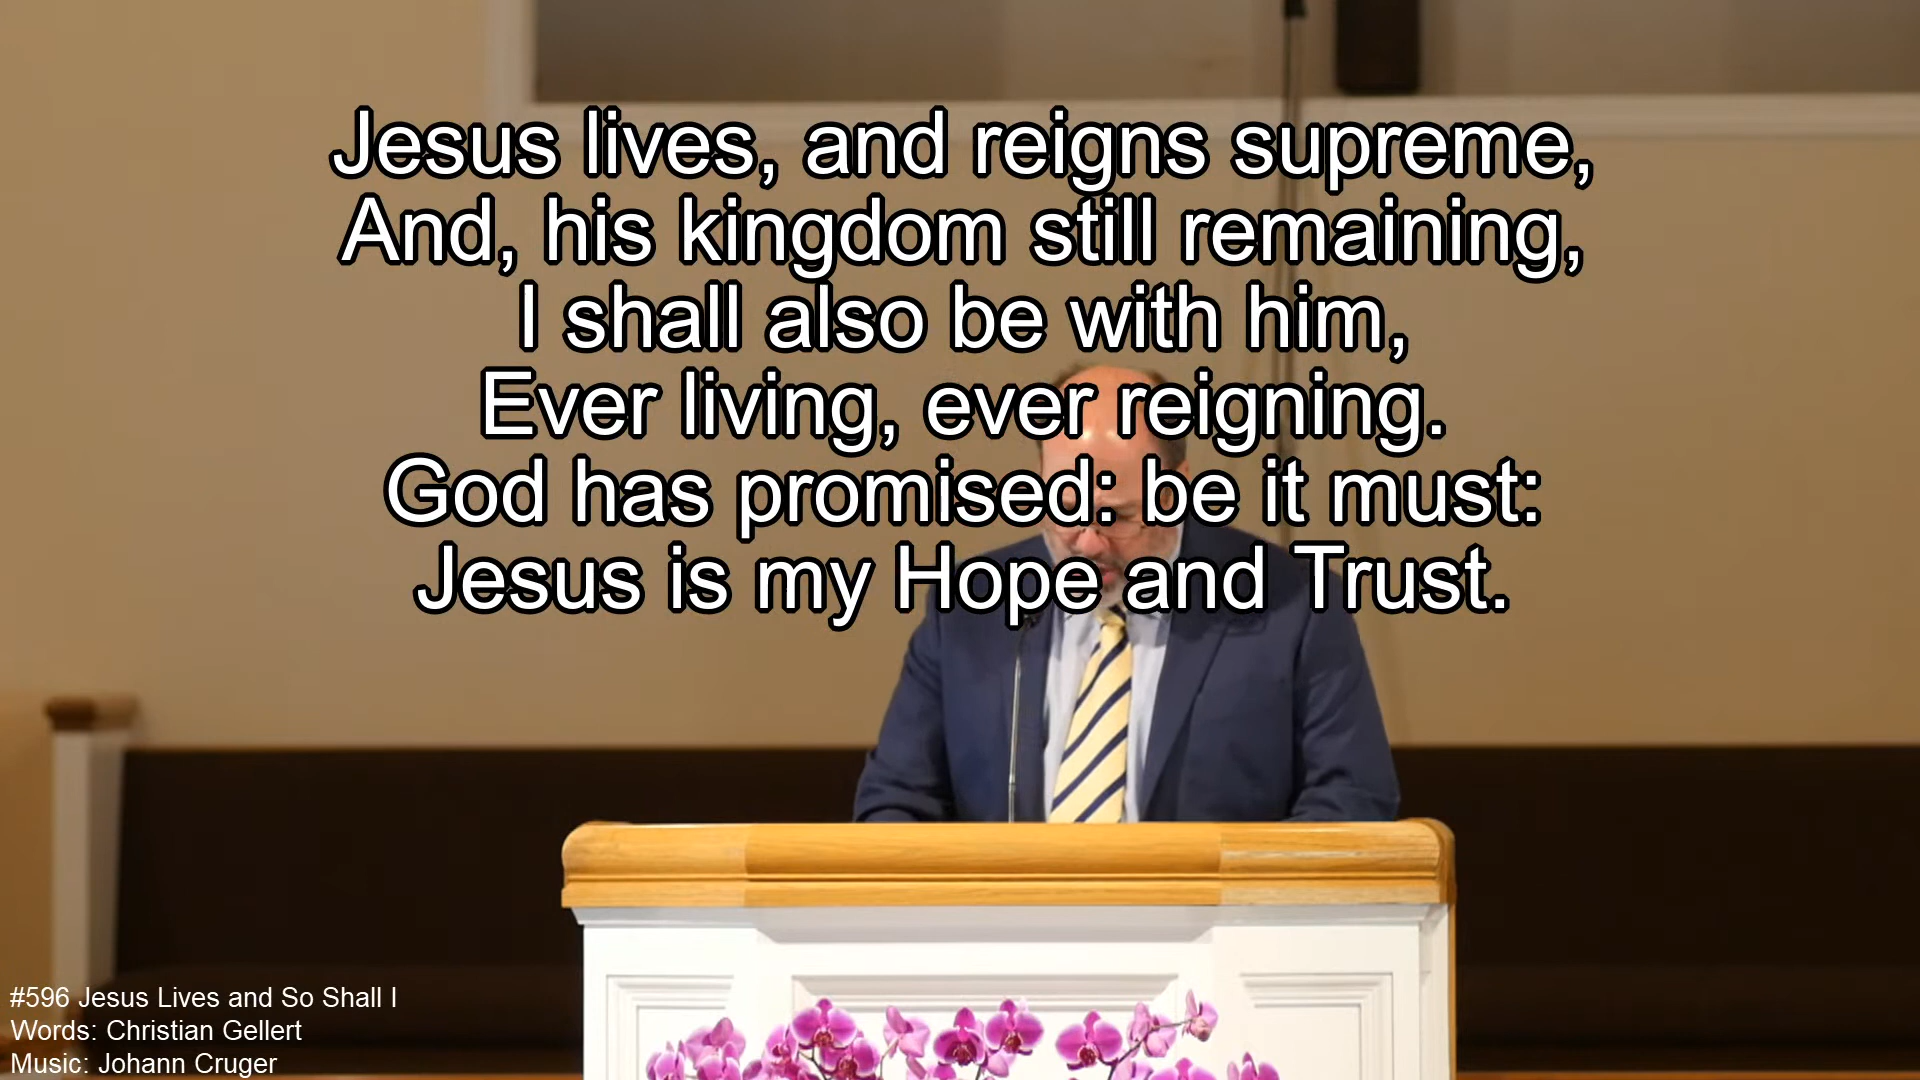 Jesus lives, and reigns supreme,
And, his kingdom still remaining,
I shall also be with him,
Ever living, ever reigning.
God has promised: be it must:
Jesus is my Hope and Trust.
#596 Jesus Lives and So Shall I
Words: Christian Gellert
Music: Johann Cruger